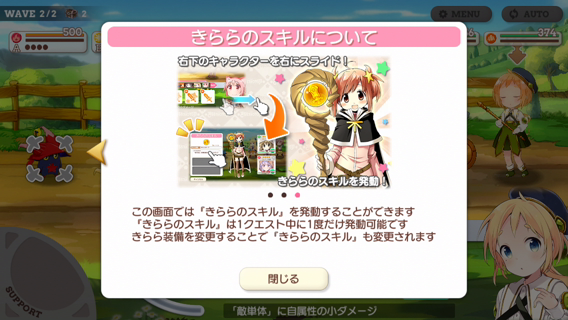 WAVE 2/2 2
MENU
AUTO
500
374
きららのスキルについて
右下のキャラクターを右にスライド！
きららのスキルを発動！
この画面では「きららのスキル」を発動することができます
「きららのスキル」は1クエスト中に1度だけ発動可能です
きらら装備を変更することで「きららのスキル」も変更されます
閉じる
SUPPORT
「敵単体」に自属性の小ダメージ